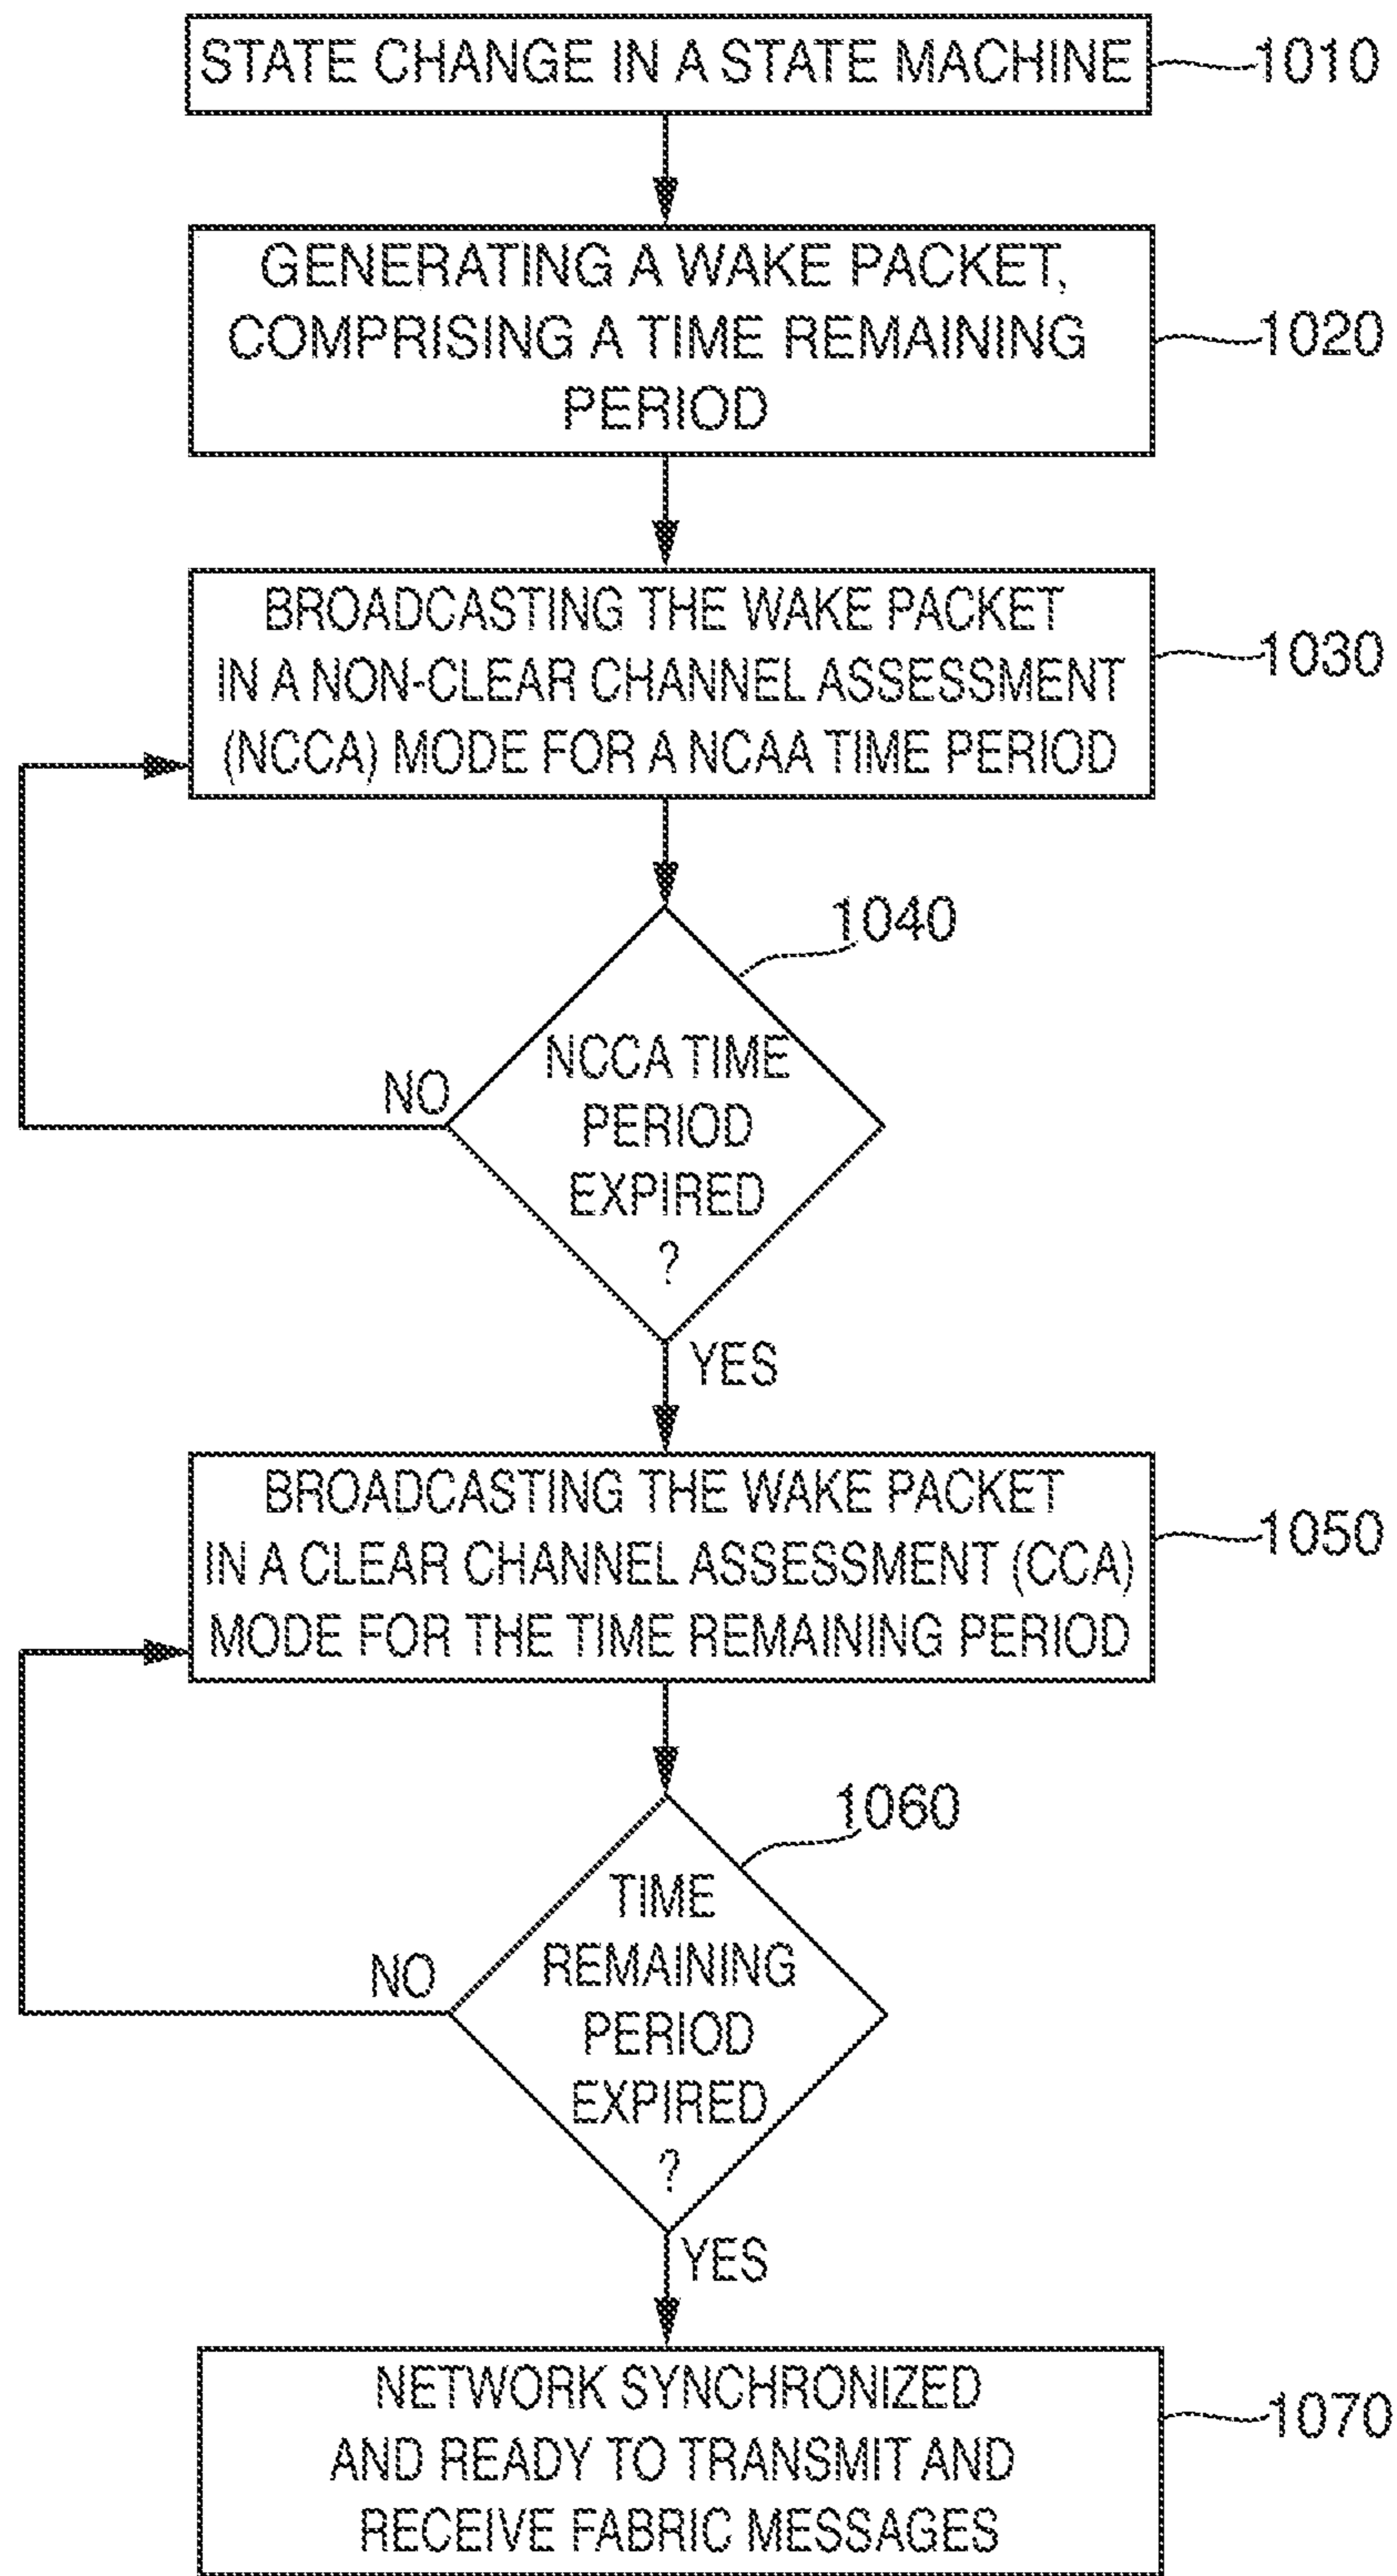 STATE CHANGE IN A STATE MACHINE
1010
GENERATING A WAKE PACKET,
COMPRISING A TIME REMAINING
PERIOD
1020
BROADCASTING THE WAKE PACKET
IN A NON-CLEAR CHANNEL ASSESSMENT
(NCCA) MODE FOR A NCAA TIME PERIOD
1030
1040
NCCA TIME
PERIOD
EXPIRED
?
NO
YES
BROADCASTING THE WAKE PACKET
IN A CLEAR CHANNEL ASSESSMENT (CCA)
MODE FOR THE TIME REMAINING PERIOD
1050
1060
TIME
REMAINING
PERIOD
EXPIRED
?
NO
YES
NETWORK SYNCHRONIZED
AND READY TO TRANSMIT AND
RECEIVE FABRIC MESSAGES
1070